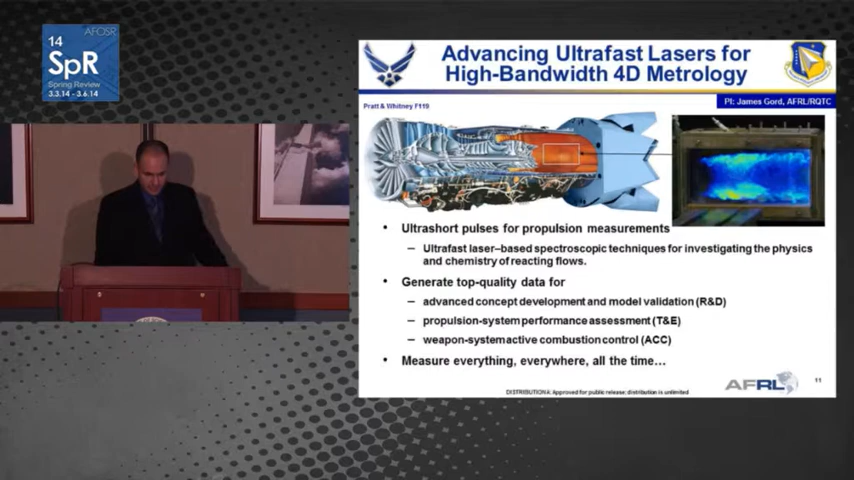 AFOSR
14
SpR
Spring Review
3.3.14 - 3.6.14
Advancing Ultrafast Lasers for
High-Bandwidth 4D Metrology
Pratt & Whitney F119
PI: James Gord, AFRL/RQTC
• Ultrashort pulses for propulsion measurements
– Ultrafast laser–based spectroscopic techniques for investigating the physics
and chemistry of reacting flows.
• Generate top-quality data for
– advanced concept development and model validation (R&D)
– propulsion-system performance assessment (T&E)
– weapon-system active combustion control (ACC)
• Measure everything, everywhere, all the time…
DISTRIBUTION A: Approved for public release; distribution is unlimited
AFRL
11